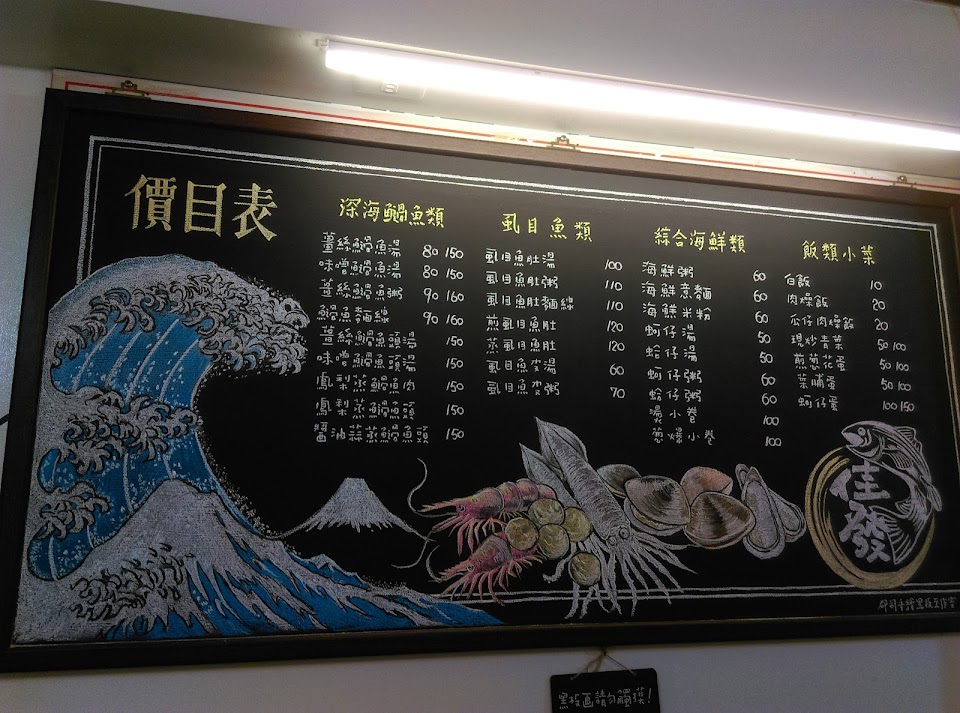 價目表
深海鯛魚類
薑絲鯛魚湯 80 150
味噌鯛魚湯 80 150
薑絲鯛魚粥 90 160
鯛魚麵線 90 160
薑絲鯛魚頭湯 150
味噌鯛魚頭湯 150
鳳梨蒸鯛魚肉 150
鳳梨蒸鯛魚頭 150
醬油蒜蒸鯛魚頭 150
虱目魚類
虱目魚肚湯 100
虱目魚肚粥 110
虱目魚肚麵線 110
煎虱目魚肚 120
蒸虱目魚肚 120
虱目魚皮湯 60
虱目魚皮粥 70
綜合海鮮類
海鮮粥 60
海鮮意麵 60
海鮮米粉 60
蚵仔湯 50
蛤仔湯 50
蚵仔粥 60
蛤仔粥 60
燙小卷 100
蔥爆小卷 100
飯類小菜
白飯 10
肉燥飯 20
瓜仔肉燥飯 20
現炒青菜 50 100
煎蔥花蛋 50 100
菜脯蛋 50 100
蚵仔蛋 100 150
佳發
黑板畫請勿觸摸!